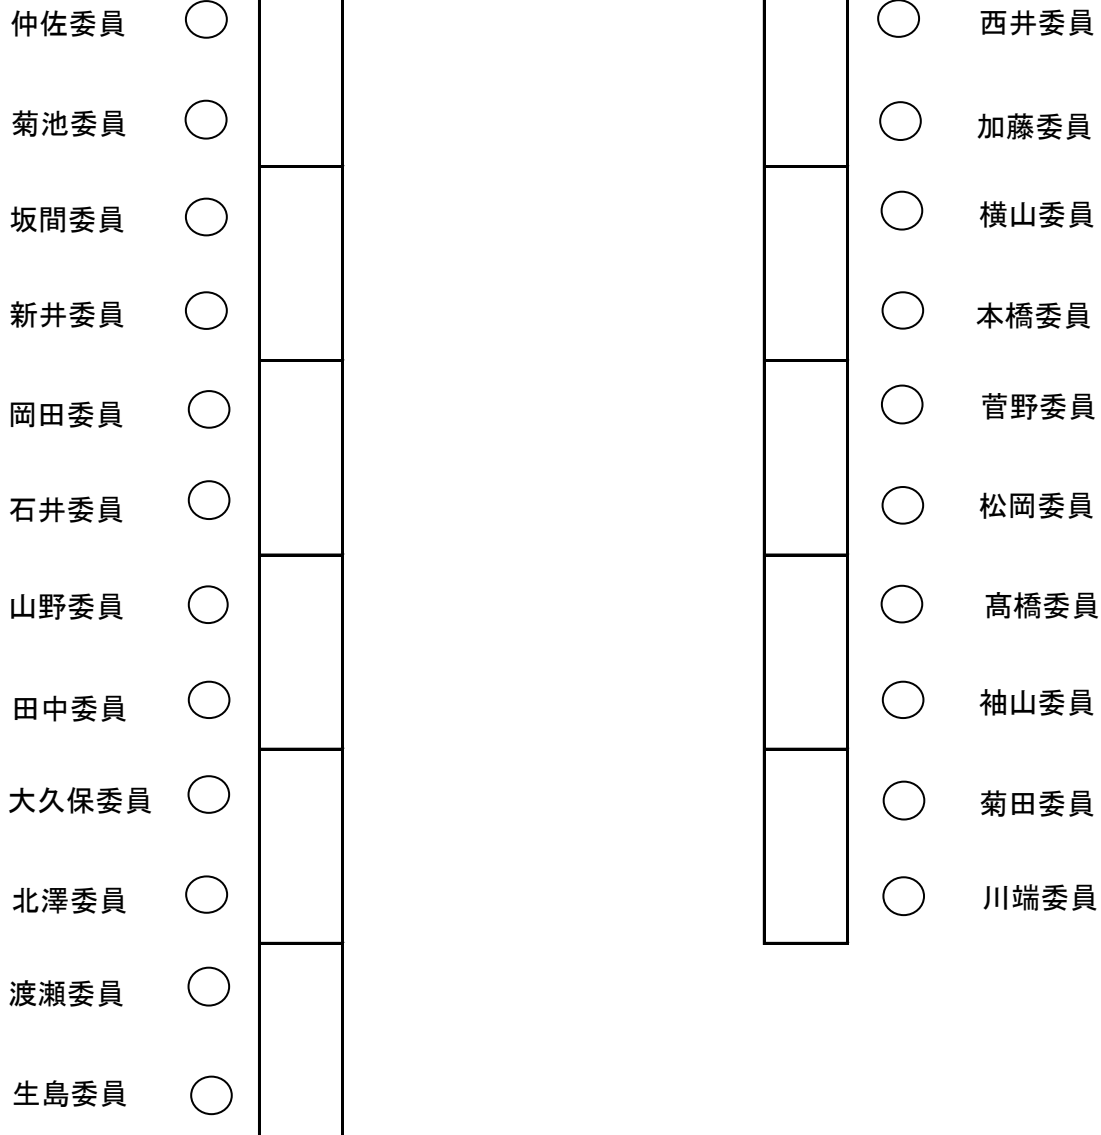 仲佐委員
西井委員
菊池委員
加藤委員
坂間委員
横山委員
新井委員
本橋委員
岡田委員
菅野委員
石井委員
松岡委員
山野委員
髙橋委員
田中委員
袖山委員
大久保委員
菊田委員
北澤委員
川端委員
渡瀬委員
生島委員